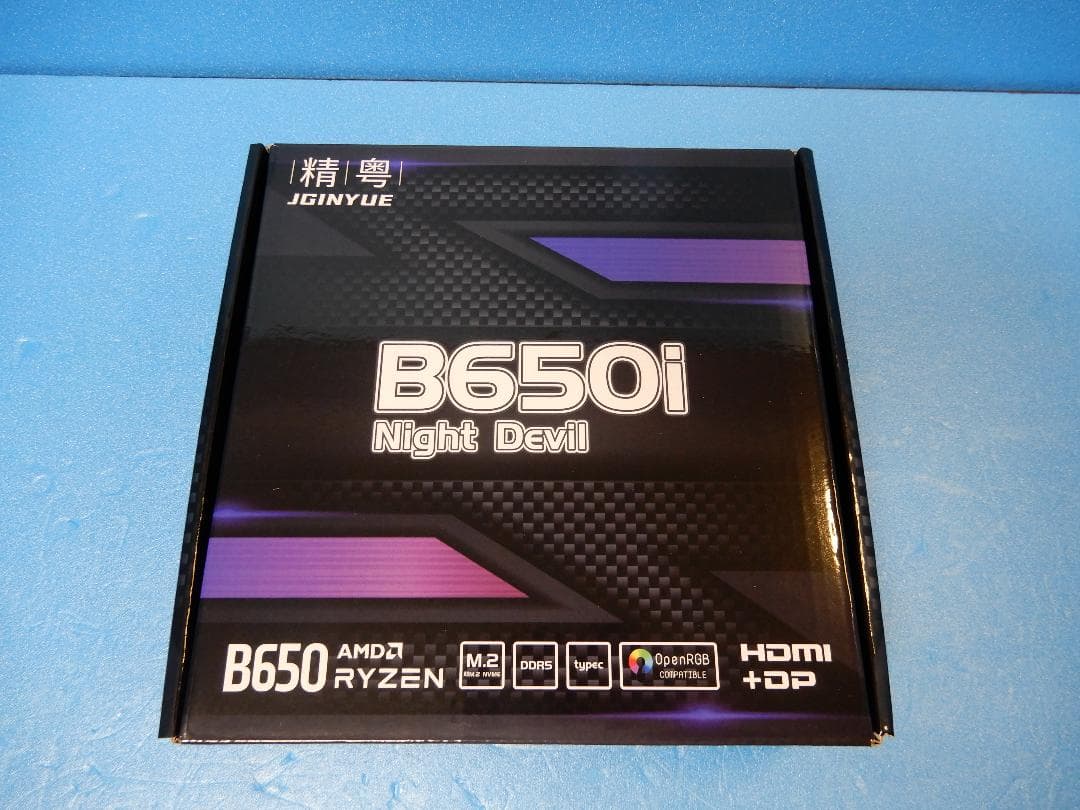 精粤
JGINYUE
B650i
Night Devil
B650 AMD RYZEN
M.2
DDR5
typec
OpenRGB
COMPATIBLE
HDMI
+DP